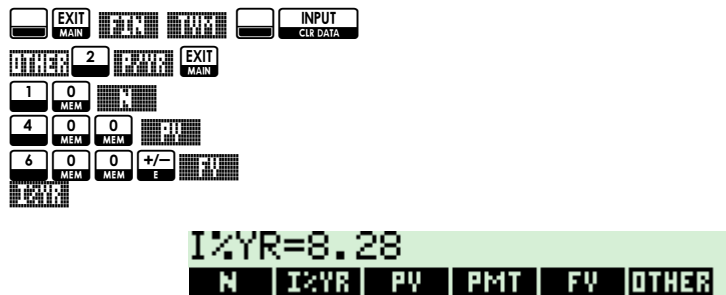 EXIT MAIN FIN TVM INPUT CLR DATA
OTHER 2 P/YR EXIT MAIN
1 0 MEM N
4 0 MEM 0 MEM PV
6 0 MEM 0 MEM +/− E FV
I%YR
I%YR=8.28
N I%YR PV PMT FV OTHER